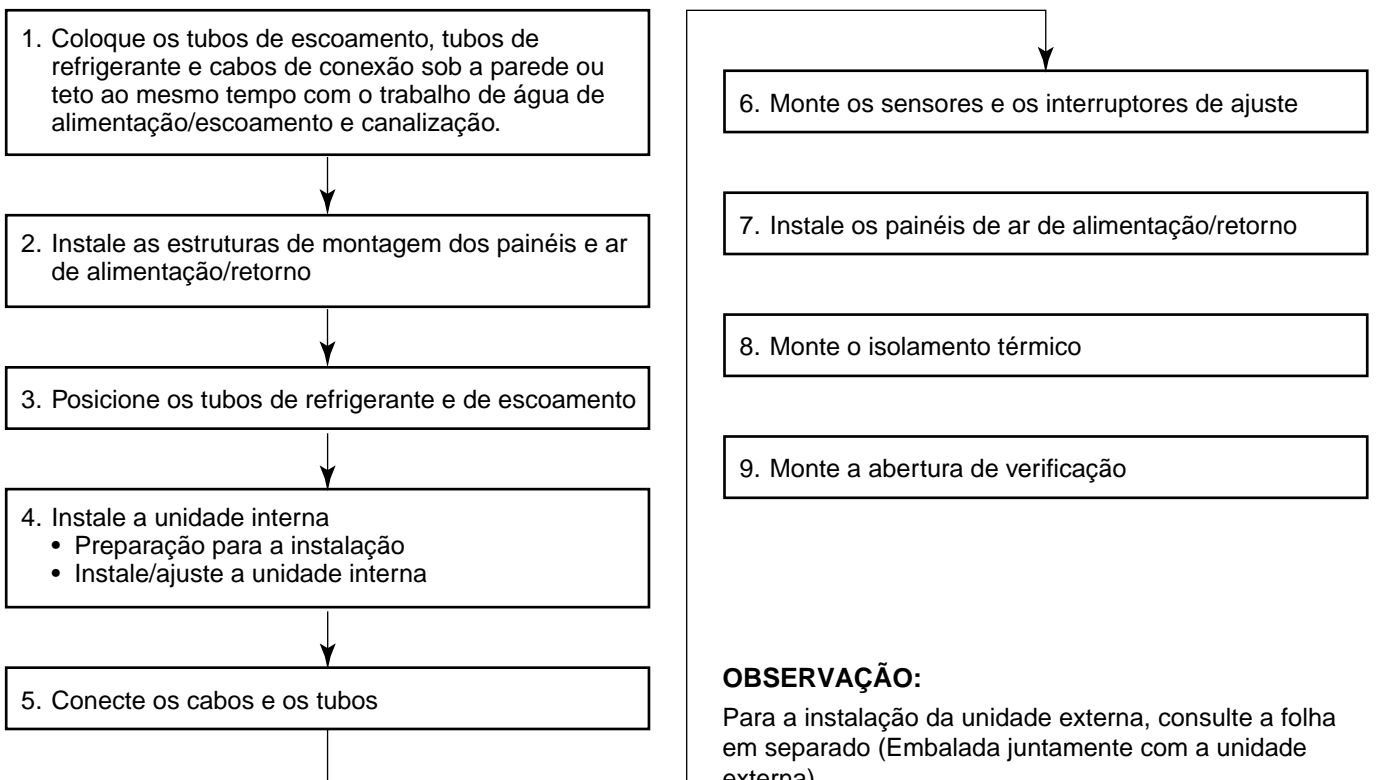 1. Coloque os tubos de escoamento, tubos de
refrigerante e cabos de conexão sob a parede ou
teto ao mesmo tempo com o trabalho de água de
alimentação/escoamento e canalização.
2. Instale as estruturas de montagem dos painéis e ar
de alimentação/retorno
3. Posicione os tubos de refrigerante e de escoamento
4. Instale a unidade interna
• Preparação para a instalação
• Instale/ajuste a unidade interna
5. Conecte os cabos e os tubos
6. Monte os sensores e os interruptores de ajuste
7. Instale os painéis de ar de alimentação/retorno
8. Monte o isolamento térmico
9. Monte a abertura de verificação
OBSERVAÇÃO:
Para a instalação da unidade externa, consulte a folha
em separado (Embalada juntamente com a unidade
externa)